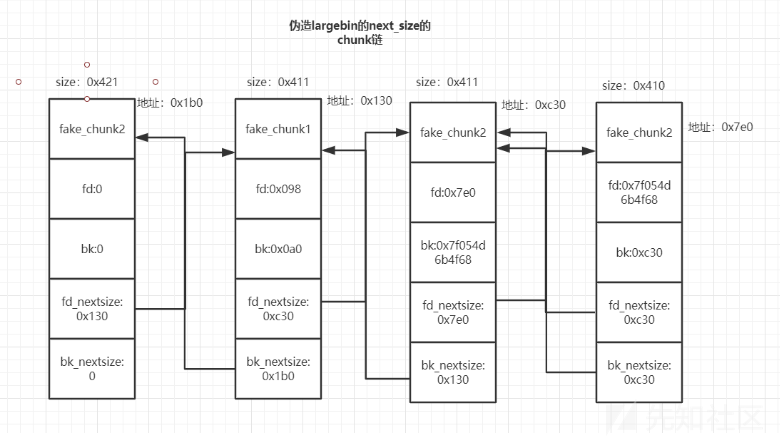 伪造largebin的next_size的
chunk链
size：0x421
地址：0x1b0
fake_chunk2
fd:0
bk:0
fd_nextsize:
0x130
bk_nextsize:
0
size：0x411
地址：0x130
fake_chunk1
fd:0x098
bk:0x0a0
fd_nextsize:
0xc30
bk_nextsize:
0x1b0
size：0x411
地址：0xc30
fake_chunk2
fd:0x7e0
bk:0x7f054d
6b4f68
fd_nextsize:
0x7e0
bk_nextsize:
0x130
size：0x410
地址：0x7e0
fake_chunk2
fd:0x7f054d
6b4f68
bk:0xc30
fd_nextsize:
0xc30
bk_nextsize:
0xc30
先知社区